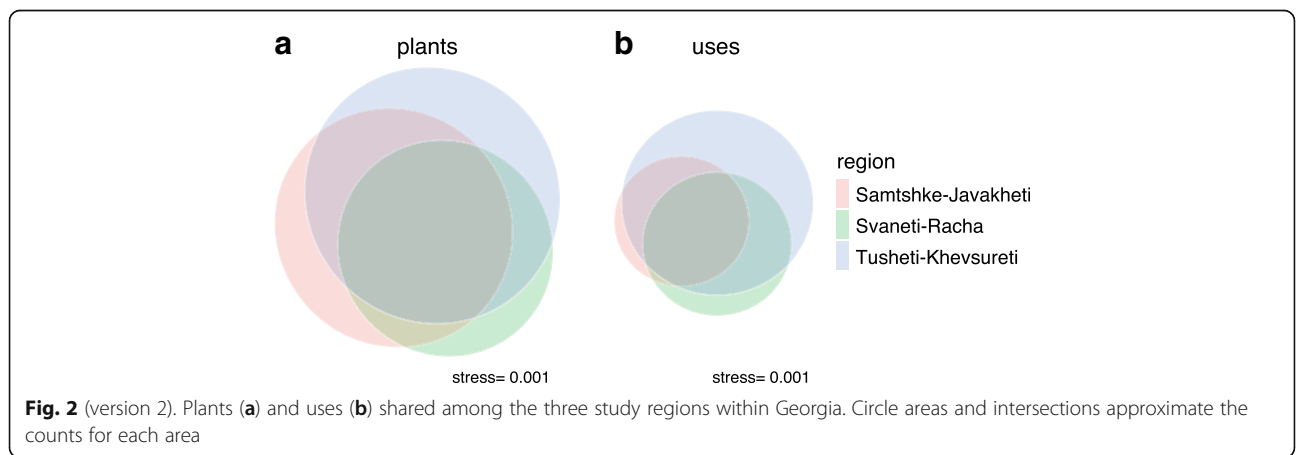 a plants
b uses
region
Samtshke-Javakheti
Svaneti-Racha
Tusheti-Khevsureti
stress= 0.001
stress= 0.001
Fig. 2 (version 2). Plants (a) and uses (b) shared among the three study regions within Georgia. Circle areas and intersections approximate the
counts for each area